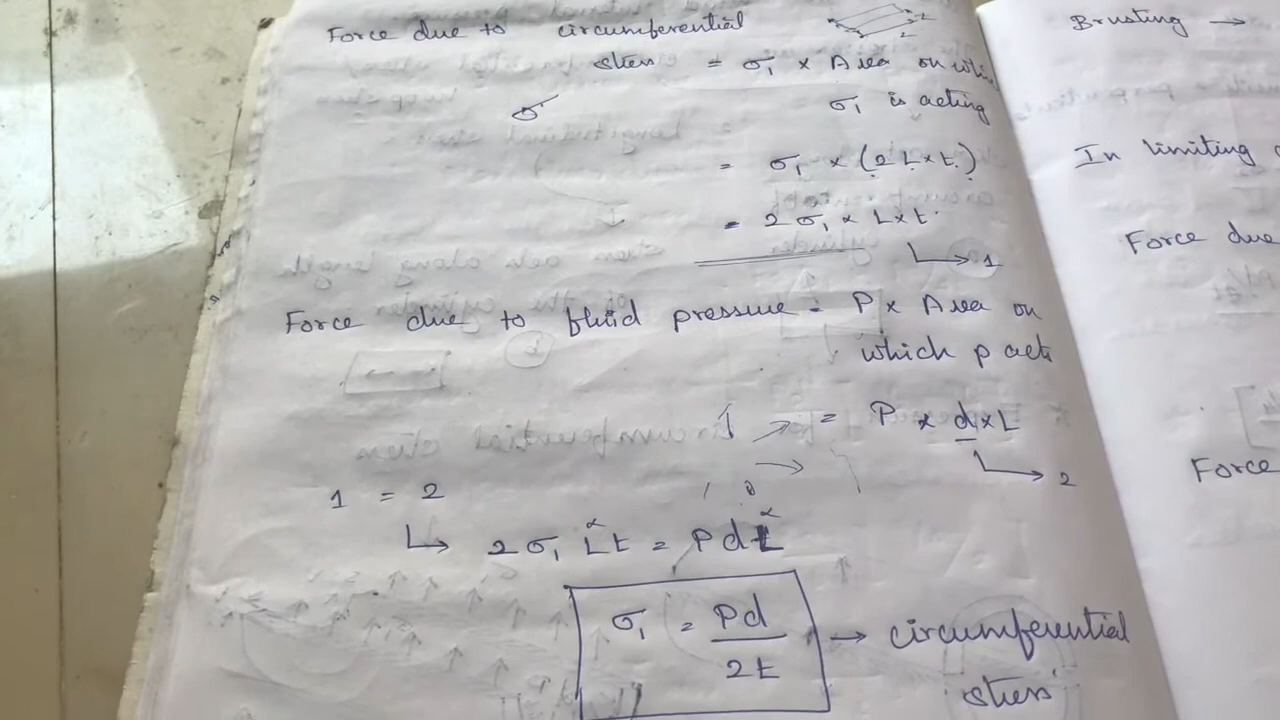 Force due to circumferential
stress = σ₁ × Area on
σ₁ is acting
σ
= σ₁ × (2 L × t)
= 2 σ₁ × L × t
→ 1
Force due to fluid pressure = P × Area on
which p acts
= P × d × L
→ 2
1 = 2
→ 2 σ₁ L t = P d L
σ₁ = Pd / 2t → circumferential
stress
Brusting →
In limiting
Force due
Force